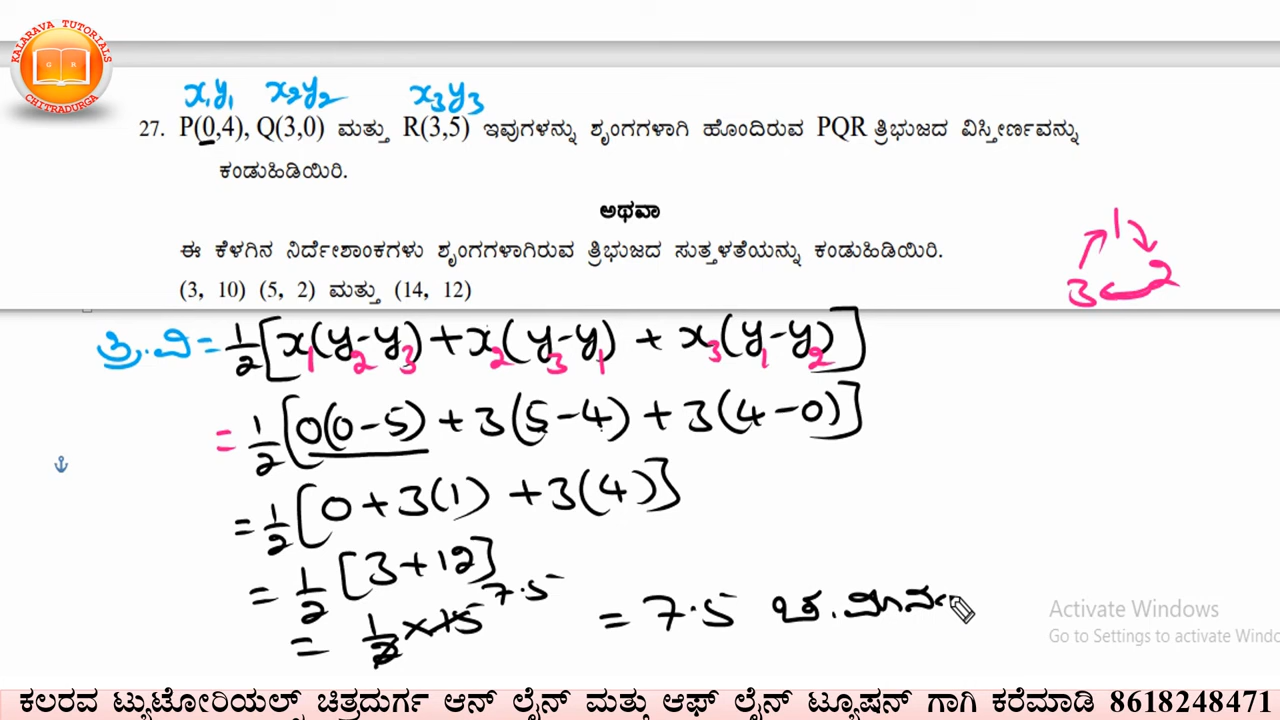 KALARAVA TUTORIALS
G R
CHITRADURGA
x₁y₁ x₂y₂ x₃y₃
27. P(0,4), Q(3,0) ಮತ್ತು R(3,5) ಇವುಗಳನ್ನು ಶೃಂಗಗಳಾಗಿ ಹೊಂದಿರುವ PQR ತ್ರಿಭುಜದ ವಿಸ್ತೀರ್ಣವನ್ನು
ಕಂಡುಹಿಡಿಯಿರಿ.
ಅಥವಾ
ಈ ಕೆಳಗಿನ ನಿರ್ದೇಶಾಂಕಗಳು ಶೃಂಗಗಳಾಗಿರುವ ತ್ರಿಭುಜದ ಸುತ್ತಳತೆಯನ್ನು ಕಂಡುಹಿಡಿಯಿರಿ.
(3, 10) (5, 2) ಮತ್ತು (14, 12)
1
2
3
ತ್ರಿ.ವಿ = 1/2 [x₁(y₂-y₃) + x₂(y₃-y₁) + x₃(y₁-y₂)]
= 1/2 [0(0-5) + 3(5-4) + 3(4-0)]
= 1/2 [0+3(1) +3(4)]
= 1/2 [3+12]
= 1/2 × 15 7.5
= 7.5 ಚ.ಮಾನ
Activate Windows
Go to Settings to activate Windo
ಕಲರವ ಟ್ಯುಟೋರಿಯಲ್ಸ್ ಚಿತ್ರದುರ್ಗ ಆನ್ ಲೈನ್ ಮತ್ತು ಆಫ್ ಲೈನ್ ಟ್ಯೂಷನ್ ಗಾಗಿ ಕರೆಮಾಡಿ 8618248471